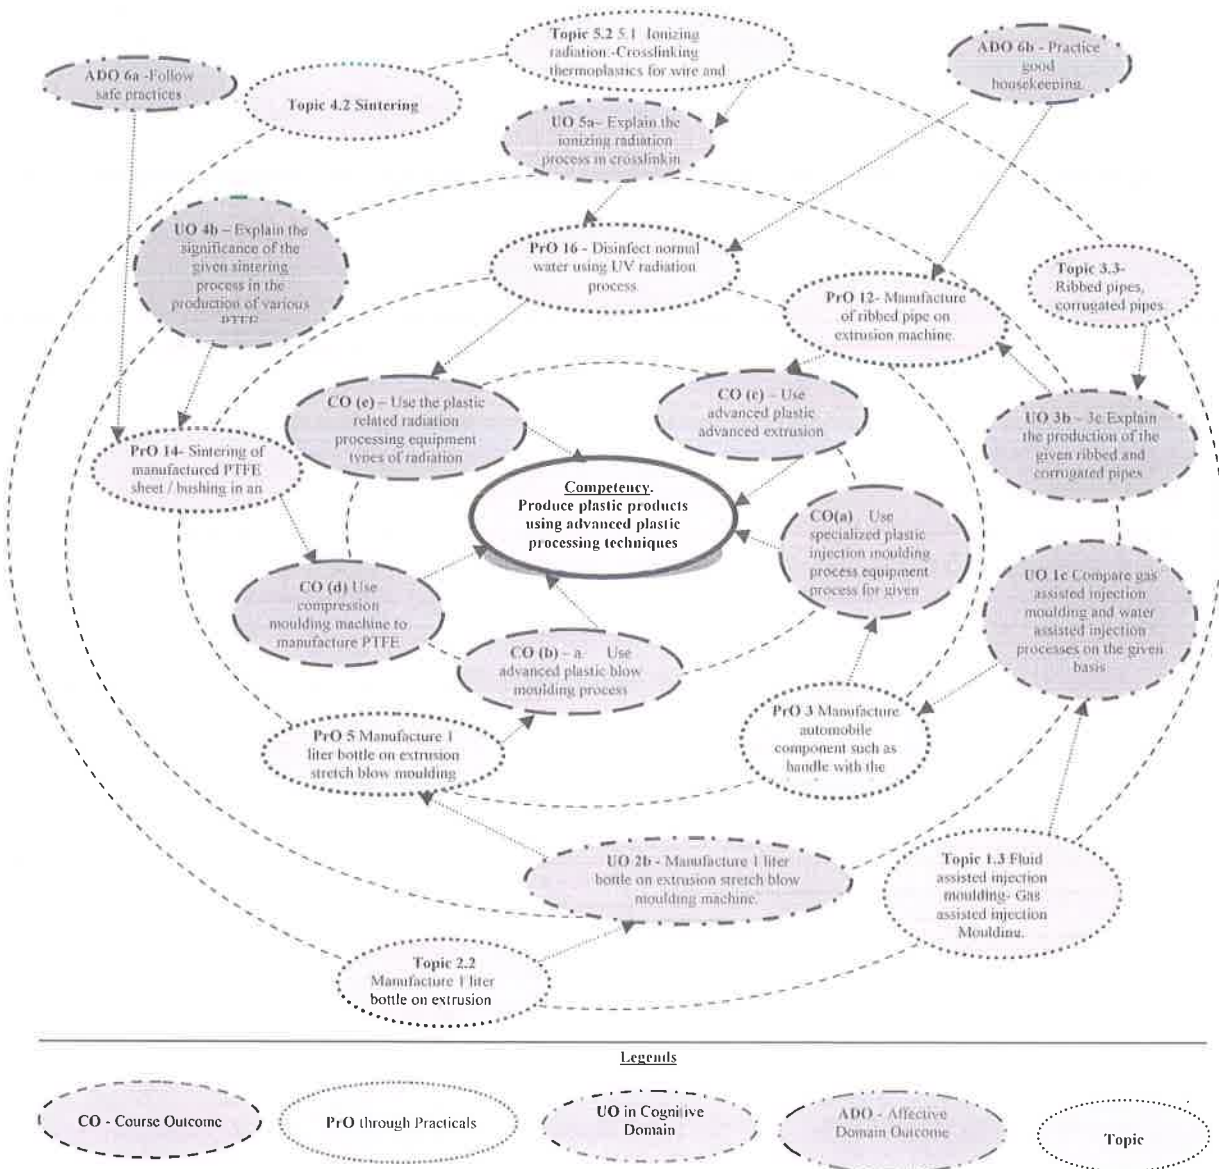 Topic 5.2 5.1 Ionizing
radiation -Crosslinking
thermoplastics for wire and
ADO 6b - Practice
good
housekeeping.
ADO 6a -Follow
safe practices
Topic 4.2 Sintering
UO 5a– Explain the
ionizing radiation
process in crosslinkin
UO 4b – Explain the
significance of the
given sintering
process in the
production of various
PTFE
PrO 16 - Disinfect normal
water using UV radiation
process.
Topic 3.3-
Ribbed pipes,
corrugated pipes.
PrO 12- Manufacture
of ribbed pipe on
extrusion machine.
CO (e) – Use the plastic
related radiation
processing equipment
types of radiation
CO (c) – Use
advanced plastic
advanced extrusion
UO 3b – 3c Explain
the production of the
given ribbed and
corrugated pipes
PrO 14- Sintering of
manufactured PTFE
sheet / bushing in an
Competency.
Produce plastic products
using advanced plastic
processing techniques
CO(a) Use
specialized plastic
injection moulding
process equipment
process for given
CO (d) Use
compression
moulding machine to
manufacture PTFE
UO 1c Compare gas
assisted injection
moulding and water
assisted injection
processes on the given
basis
CO (b) – a. Use
advanced plastic blow
moulding process
PrO 5 Manufacture 1
liter bottle on extrusion
stretch blow moulding
PrO 3 Manufacture
automobile
component such as
handle with the
UO 2b - Manufacture 1 liter
bottle on extrusion stretch blow
moulding machine.
Topic 1.3 Fluid
assisted injection
moulding- Gas
assisted injection
Moulding.
Topic 2.2
Manufacture 1 liter
bottle on extrusion
Legends
CO - Course Outcome
PrO through Practicals
UO in Cognitive
Domain
ADO - Affective
Domain Outcome
Topic